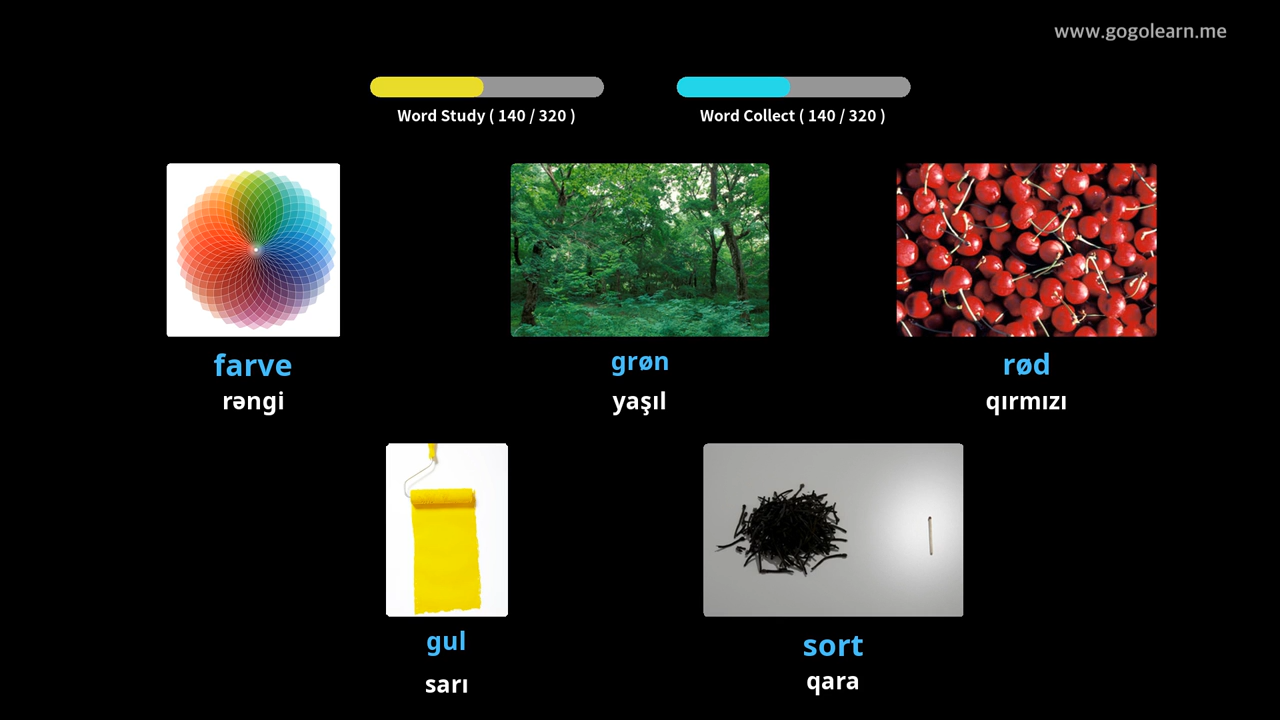 www.gogolearn.me
Word Study ( 140 / 320 )
Word Collect ( 140 / 320 )
farve
rəngi
grøn
yaşıl
rød
qırmızı
gul
sarı
sort
qara